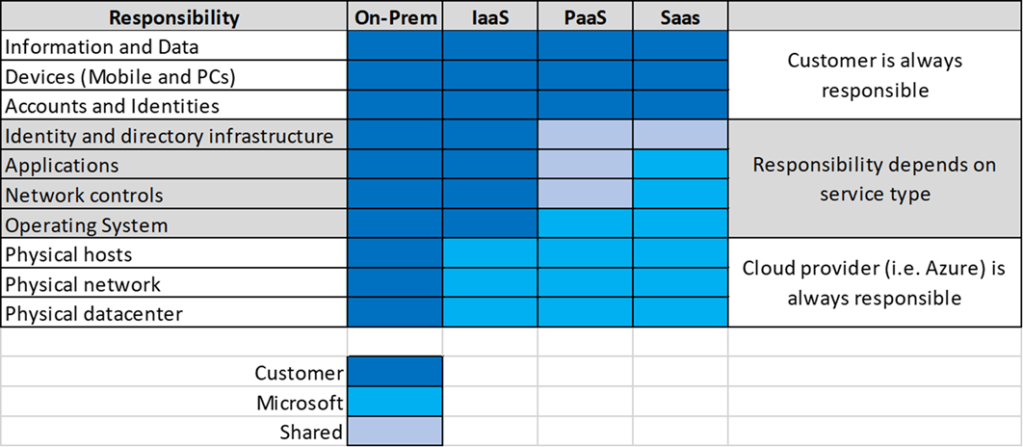 Responsibility On-Prem IaaS PaaS Saas
Information and Data
Devices (Mobile and PCs)
Accounts and Identities
Customer is always
responsible
Identity and directory infrastructure
Applications
Network controls
Operating System
Responsibility depends on
service type
Physical hosts
Physical network
Physical datacenter
Cloud provider (i.e. Azure) is
always responsible
Customer
Microsoft
Shared